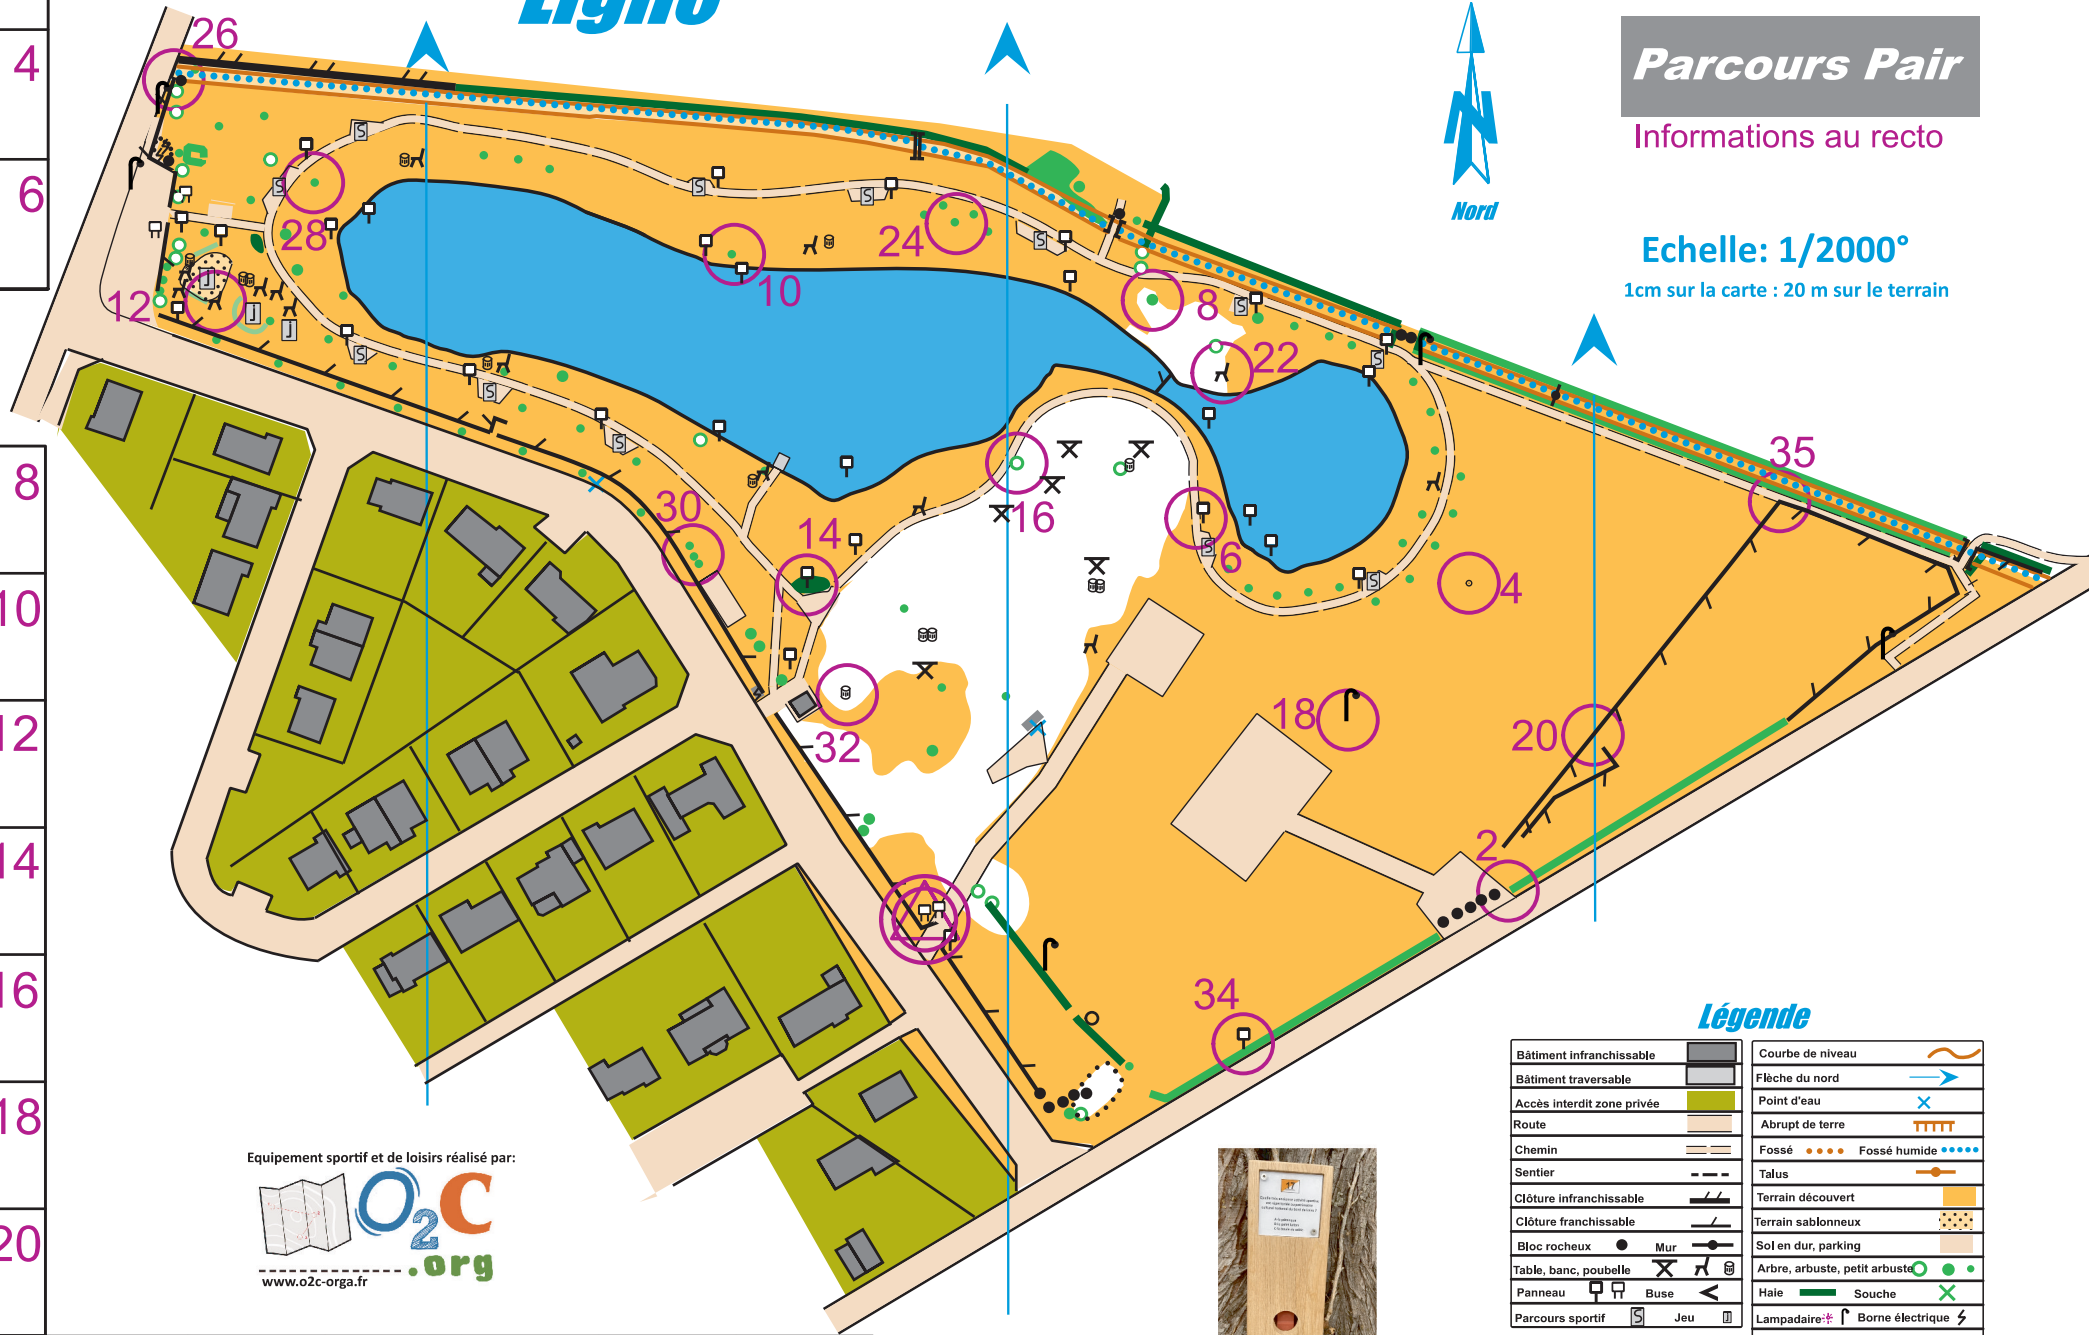 Ligno
Parcours Pair
Informations au recto
Nord
Echelle: 1/2000°
1cm sur la carte : 20 m sur le terrain
4
6
8
10
12
14
16
18
20
26
28
12
10
24
8
22
35
30
14
16
6
4
32
18
20
2
34
Equipement sportif et de loisirs réalisé par:
O2C
.org
www.o2c-orga.fr
17
Légende
Bâtiment infranchissable
Bâtiment traversable
Accès interdit zone privée
Route
Chemin
Sentier
Clôture infranchissable
Clôture franchissable
Bloc rocheux Mur
Table, banc, poubelle
Panneau Buse
Parcours sportif S Jeu J
Courbe de niveau
Flèche du nord
Point d'eau
Abrupt de terre
Fossé Fossé humide
Talus
Terrain découvert
Terrain sablonneux
Sol en dur, parking
Arbre, arbuste, petit arbuste
Haie Souche
Lampadaire Borne électrique